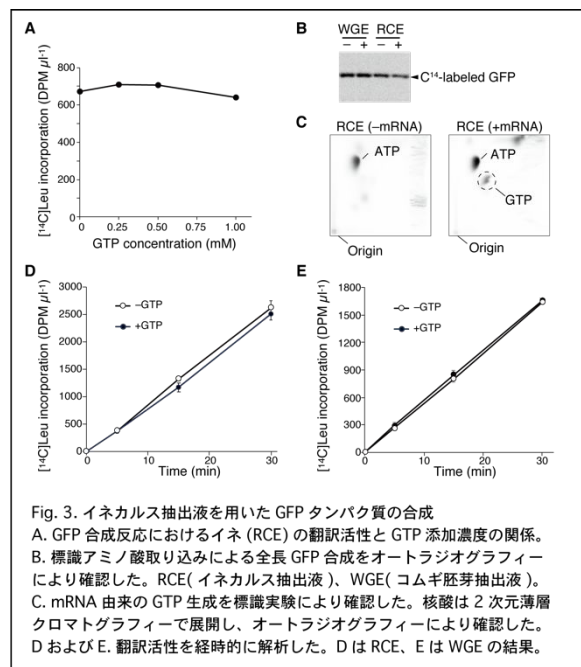 A
[14C]Leu incorporation (DPM µl-1)
800
600
400
200
0
0 0.25 0.50 0.75 1.00
GTP concentration (mM)
B
WGE RCE
− + − +
C¹⁴-labeled GFP
C
RCE (−mRNA) RCE (+mRNA)
ATP ATP
GTP
Origin Origin
D
[14C]Leu incorporation (DPM µl-1)
3000
2500
2000
1500
1000
500
0
−GTP
+GTP
0 10 20 30
Time (min)
E
[14C]Leu incorporation (DPM µl-1)
1800
1500
1200
900
600
300
0
−GTP
+GTP
0 10 20 30
Time (min)
Fig. 3. イネカルス抽出液を用いた GFP タンパク質の合成
A. GFP 合成反応におけるイネ (RCE) の翻訳活性と GTP 添加濃度の関係。
B. 標識アミノ酸取り込みによる全長 GFP 合成をオートラジオグラフィー
により確認した。RCE( イネカルス抽出液 )、WGE( コムギ胚芽抽出液 )。
C. mRNA 由来の GTP 生成を標識実験により確認した。核酸は 2 次元薄層
クロマトグラフィーで展開し、オートラジオグラフィーにより確認した。
D および E. 翻訳活性を経時的に解析した。D は RCE、E は WGE の結果。